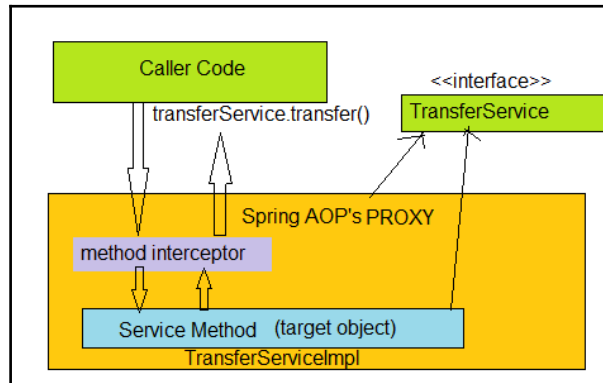 Caller Code
<<interface>>
transferService.transfer()
TransferService
Spring AOP's PROXY
method interceptor
Service Method (target object)
TransferServiceImpl